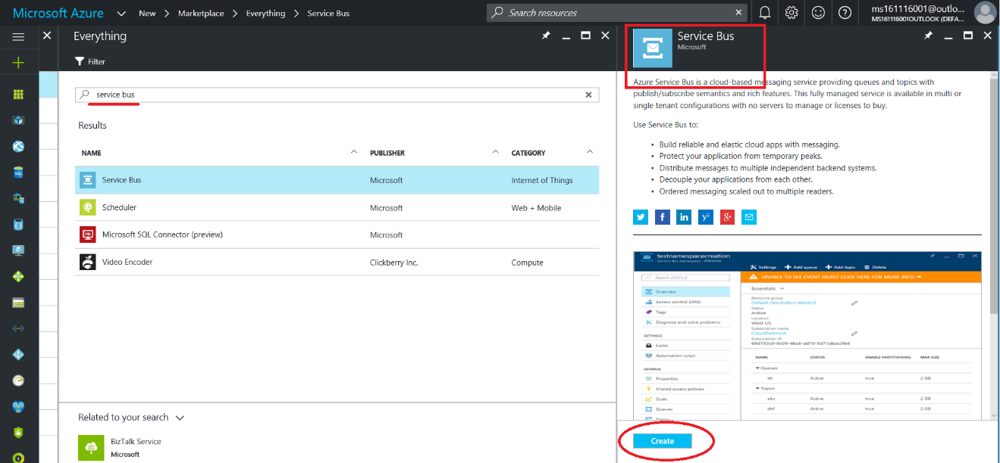 Microsoft Azure
New
Marketplace
Everything
Service Bus
Search resources
ms161116001@outlo...
MS161116001OUTLOOK (DEFA...
Everything
Filter
service bus
Results
NAME
PUBLISHER
CATEGORY
Service Bus
Microsoft
Internet of Things
Scheduler
Microsoft
Web + Mobile
Microsoft SQL Connector (preview)
Microsoft
Video Encoder
Clickberry Inc.
Compute
Related to your search
BizTalk Service
Microsoft
Service Bus
Microsoft
Azure Service Bus is a cloud-based messaging service providing queues and topics with
publish/subscribe semantics and rich features. This fully managed service is available in multi or
single tenant configurations with no servers to manage or licenses to buy.
Use Service Bus to:
• Build reliable and elastic cloud apps with messaging.
• Protect your application from temporary peaks.
• Distribute messages to multiple independent backend systems.
• Decouple your applications from each other.
• Ordered messaging scaled out to multiple readers.
testnamespacecreation
Service Bus namespace - PREVIEW
Settings
Add queue
Add topic
Delete
Search (Ctrl+/)
UNABLE TO SEE EVENT HUBS? CLICK HERE FOR MORE INFO
Overview
Access control (IAM)
Tags
Diagnose and solve problems
SETTINGS
Locks
Automation script
GENERAL
Properties
Shared access policies
Scale
Queues
Essentials
Resource group
Default-ServiceBus-WestUS
Status
Active
Location
West US
Subscription name
CloudTestHost
Subscription ID
NAME
STATUS
ENABLE PARTITIONING
MAX SIZE
Queues
ttt
Active
true
2 GB
Topics
abc
Active
true
2 GB
def
Active
true
2 GB
Create